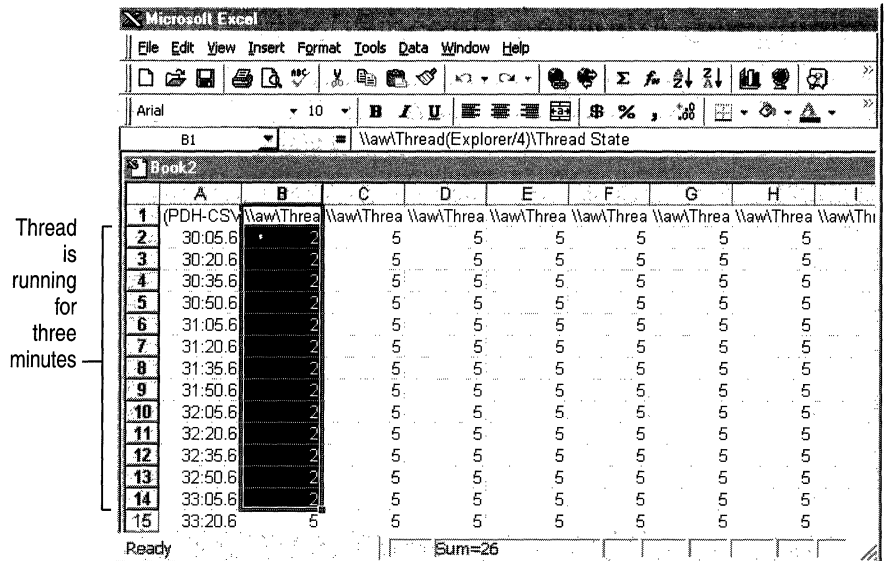 Microsoft Excel
File Edit View Insert Format Tools Data Window Help
Arial 10 B I U $ % , .00
B1 = \\aw\Thread(Explorer/4)\Thread State
Book2
A B C D E F G H I
1 (PDH-CSV \\aw\Threa \\aw\Threa \\aw\Threa \\aw\Threa \\aw\Threa \\aw\Threa \\aw\Threa \\aw\Thr
2 30:05.6 2 5 5 5 5 5 5
3 30:20.6 2 5 5 5 5 5 5
4 30:35.6 2 5 5 5 5 5 5
5 30:50.6 2 5 5 5 5 5 5
6 31:05.6 2 5 5 5 5 5 5
7 31:20.6 2 5 5 5 5 5 5
8 31:35.6 2 5 5 5 5 5 5
9 31:50.6 2 5 5 5 5 5 5
10 32:05.6 2 5 5 5 5 5 5
11 32:20.6 2 5 5 5 5 5 5
12 32:35.6 2 5 5 5 5 5 5
13 32:50.6 2 5 5 5 5 5 5
14 33:05.6 2 5 5 5 5 5 5
15 33:20.6 5 5 5 5 5 5 5
Ready Sum=26
Thread
is
running
for
three
minutes